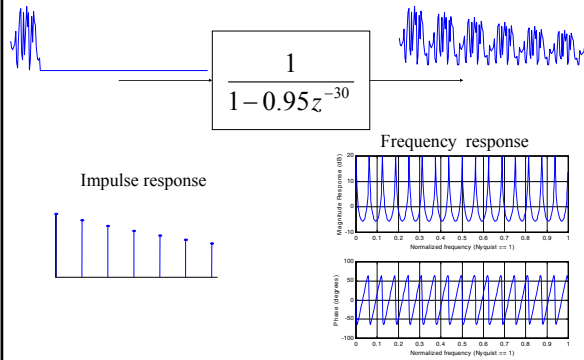 1
1−0.95z⁻³⁰
Frequency response
Impulse response
20
10
0
-10
Magnitude Response (dB)
0 0.1 0.2 0.3 0.4 0.5 0.6 0.7 0.8 0.9 1
Normalized frequency (Nyquist == 1)
100
50
0
-50
-100
Phase (degrees)
0 0.1 0.2 0.3 0.4 0.5 0.6 0.7 0.8 0.9 1
Normalized frequency (Nyquist == 1)